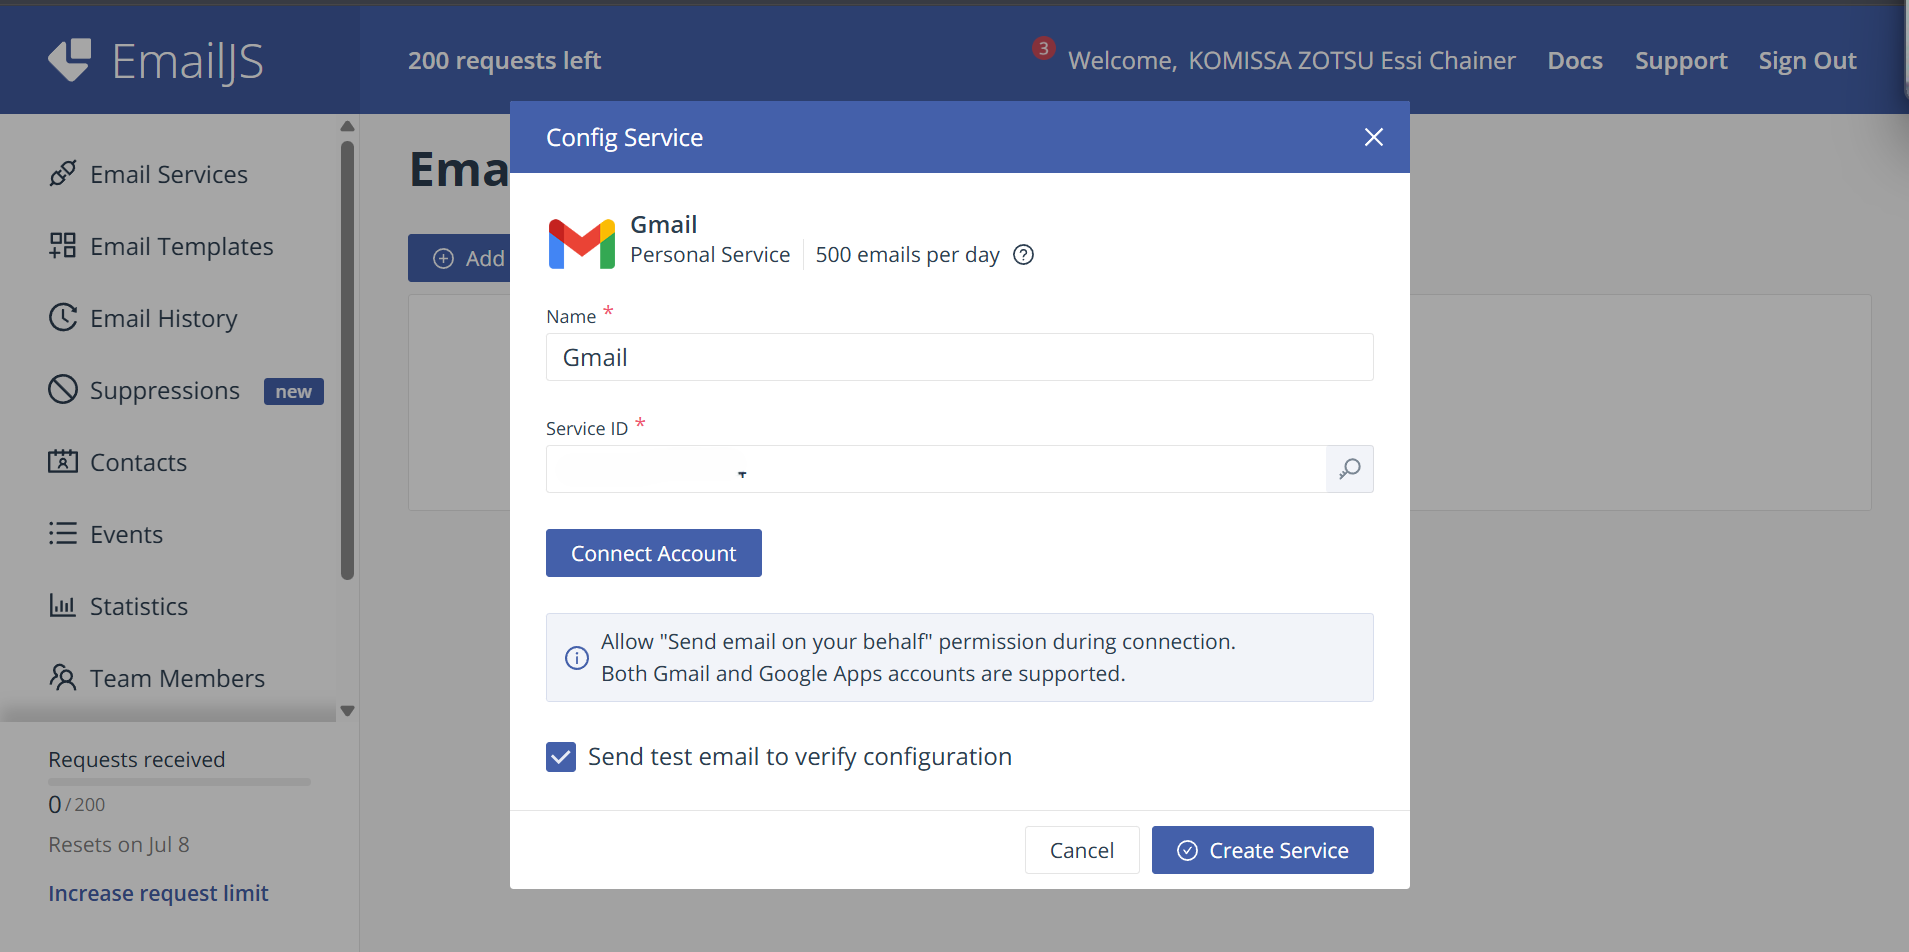 EmailJS
200 requests left
3
Welcome, KOMISSA ZOTSU Essi Chainer
Docs
Support
Sign Out
Email Services
Email Templates
Email History
Suppressions new
Contacts
Events
Statistics
Team Members
Requests received
0 / 200
Resets on Jul 8
Increase request limit
Ema
Add
Config Service
Gmail
Personal Service
500 emails per day
Name *
Gmail
Service ID *
Connect Account
Allow "Send email on your behalf" permission during connection.
Both Gmail and Google Apps accounts are supported.
Send test email to verify configuration
Cancel
Create Service